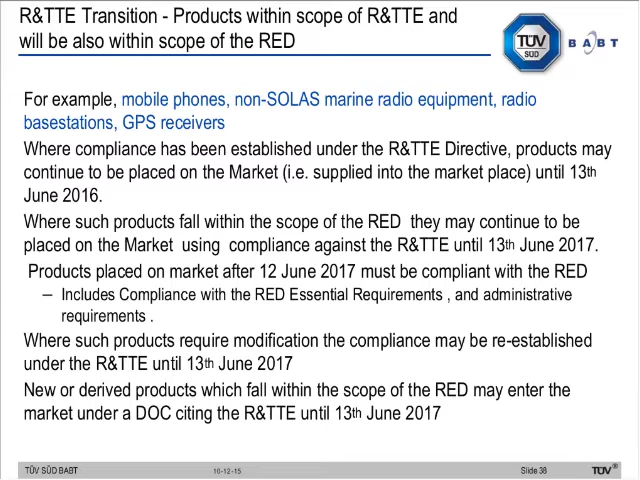 R&TTE Transition - Products within scope of R&TTE and
will be also within scope of the RED
TÜV
SÜD
BABT
For example, mobile phones, non-SOLAS marine radio equipment, radio
basestations, GPS receivers
Where compliance has been established under the R&TTE Directive, products may
continue to be placed on the Market (i.e. supplied into the market place) until 13th
June 2016.
Where such products fall within the scope of the RED they may continue to be
placed on the Market using compliance against the R&TTE until 13th June 2017.
Products placed on market after 12 June 2017 must be compliant with the RED
– Includes Compliance with the RED Essential Requirements , and administrative
requirements .
Where such products require modification the compliance may be re-established
under the R&TTE until 13th June 2017
New or derived products which fall within the scope of the RED may enter the
market under a DOC citing the R&TTE until 13th June 2017
TÜV SÜD BABT
10-12-15
Slide 38
TÜV®